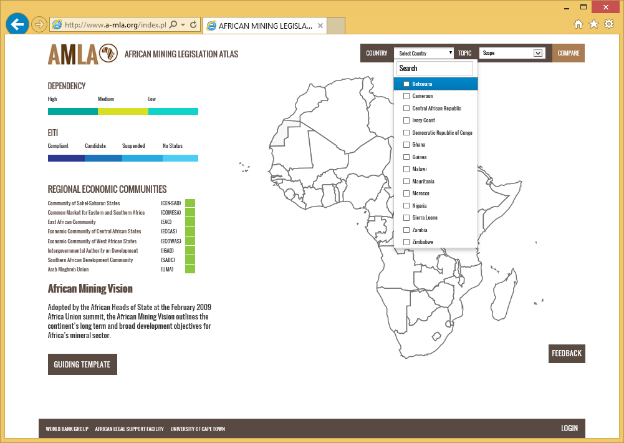 http://www.a-mla.org/index.pl
AFRICAN MINING LEGISLA...
AMLA
AFRICAN MINING LEGISLATION ATLAS
COUNTRY
Select Country
TOPIC
Scope
COMPARE
Search
Botswana
Cameroon
Central African Republic
Ivory Coast
Democratic Republic of Congo
Ghana
Guinea
Malawi
Mauritania
Morocco
Nigeria
Sierra Leone
Zambia
Zimbabwe
DEPENDENCY
High
Medium
Low
EITI
Compliant
Candidate
Suspended
No Status
REGIONAL ECONOMIC COMMUNITIES
Community of Sahel-Saharan States (CEN-SAD)
Common Market for Eastern and Southern Africa (COMESA)
East African Community (EAC)
Economic Community of Central African States (ECCAS)
Economic Community of West African States (ECOWAS)
Intergovernmental Authority on Development (IGAD)
Southern African Development Community (SADC)
Arab Maghreb Union (UMA)
African Mining Vision
Adopted by the African Heads of State at the February 2009
Africa Union summit, the African Mining Vision outlines the
continent's long term and broad development objectives for
Africa's mineral sector.
GUIDING TEMPLATE
FEEDBACK
WORLD BANK GROUP
AFRICAN LEGAL SUPPORT FACILITY
UNIVERSITY OF CAPE TOWN
LOGIN